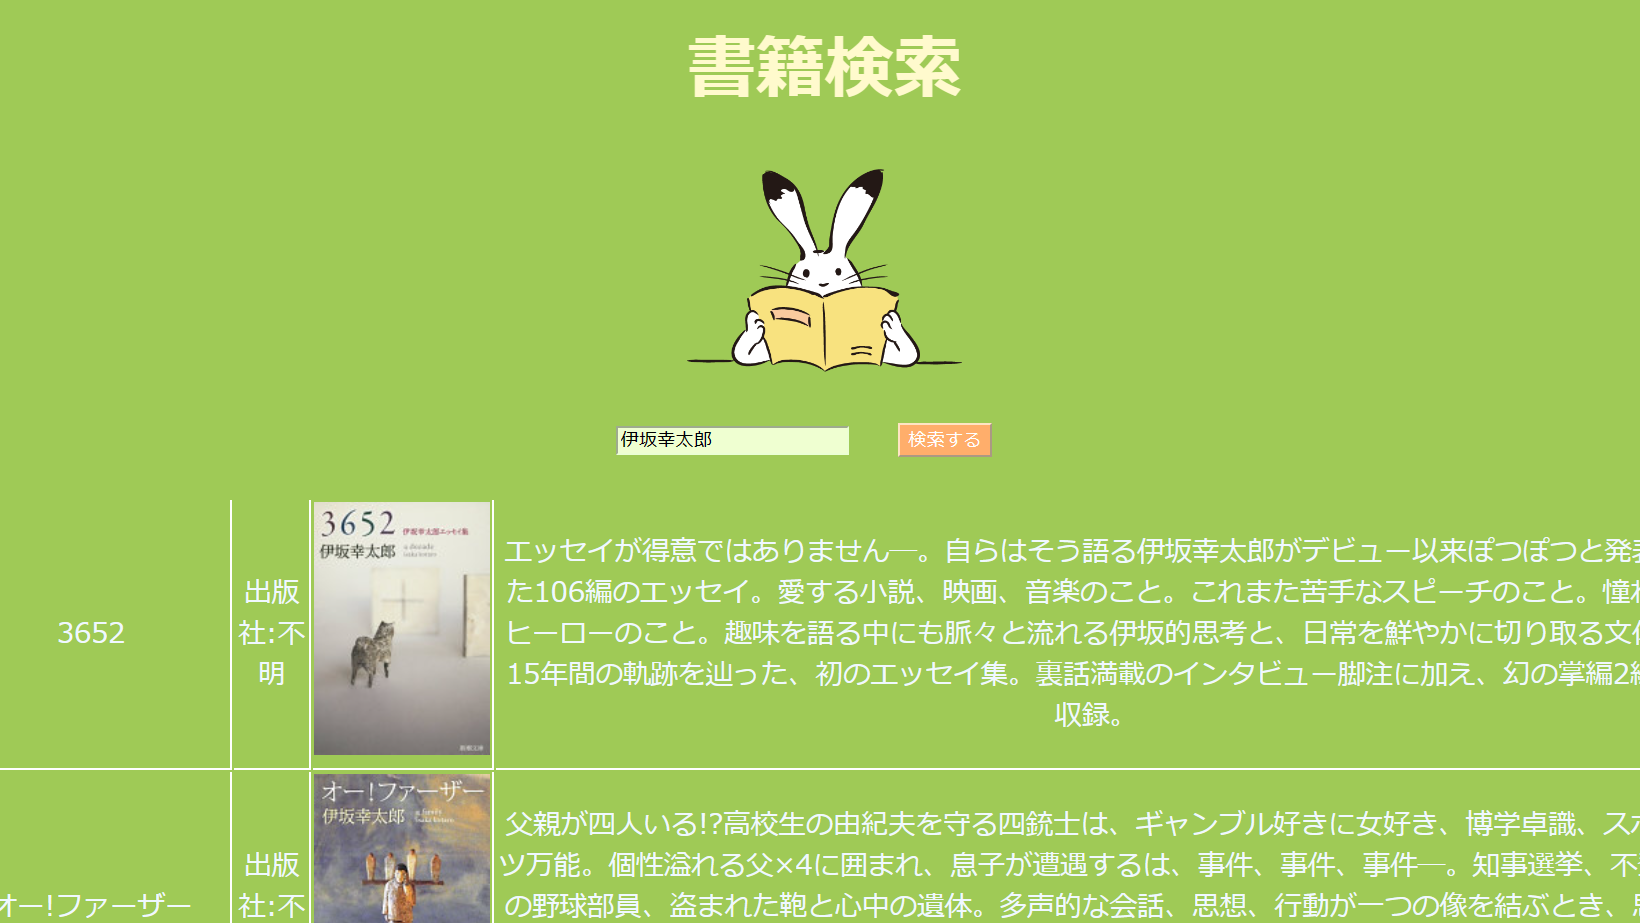 書籍検索
伊坂幸太郎
検索する
3652
出版
社:不
明
3652 伊坂幸太郎エッセイ集
伊坂幸太郎
a decade
isaka kotaro
新潮文庫
エッセイが得意ではありません―。自らはそう語る伊坂幸太郎がデビュー以来ぽつぽつと発表
た106編のエッセイ。愛する小説、映画、音楽のこと。これまた苦手なスピーチのこと。憧れ
ヒーローのこと。趣味を語る中にも脈々と流れる伊坂的思考と、日常を鮮やかに切り取る文体
15年間の軌跡を辿った、初のエッセイ集。裏話満載のインタビュー脚注に加え、幻の掌編2編
収録。
オー!ファーザー
出版
社:不
オー!ファーザー
伊坂幸太郎
a family
isaka kotaro
父親が四人いる!?高校生の由紀夫を守る四銃士は、ギャンブル好きに女好き、博学卓識、スポ
ツ万能。個性溢れる父×4に囲まれ、息子が遭遇するは、事件、事件、事件―。知事選挙、不
の野球部員、盗まれた鞄と心中の遺体。多声的な会話、思想、行動が一つの像を結ぶとき、